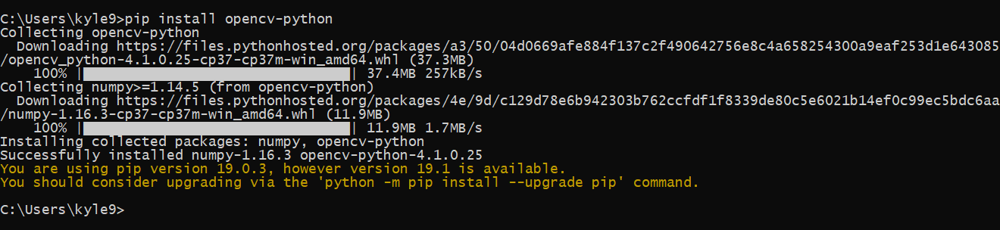 C:\Users\kyle9>pip install opencv-python
Collecting opencv-python
  Downloading https://files.pythonhosted.org/packages/a3/50/04d0669afe884f137c2f490642756e8c4a658254300a9eaf253d1e643085
/opencv_python-4.1.0.25-cp37-cp37m-win_amd64.whl (37.3MB)
    100% |████████████████████████████████| 37.4MB 257kB/s
Collecting numpy>=1.14.5 (from opencv-python)
  Downloading https://files.pythonhosted.org/packages/4e/9d/c129d78e6b942303b762ccfdf1f8339de80c5e6021b14ef0c99ec5bdc6aa
/numpy-1.16.3-cp37-cp37m-win_amd64.whl (11.9MB)
    100% |████████████████████████████████| 11.9MB 1.7MB/s
Installing collected packages: numpy, opencv-python
Successfully installed numpy-1.16.3 opencv-python-4.1.0.25
You are using pip version 19.0.3, however version 19.1 is available.
You should consider upgrading via the 'python -m pip install --upgrade pip' command.
C:\Users\kyle9>